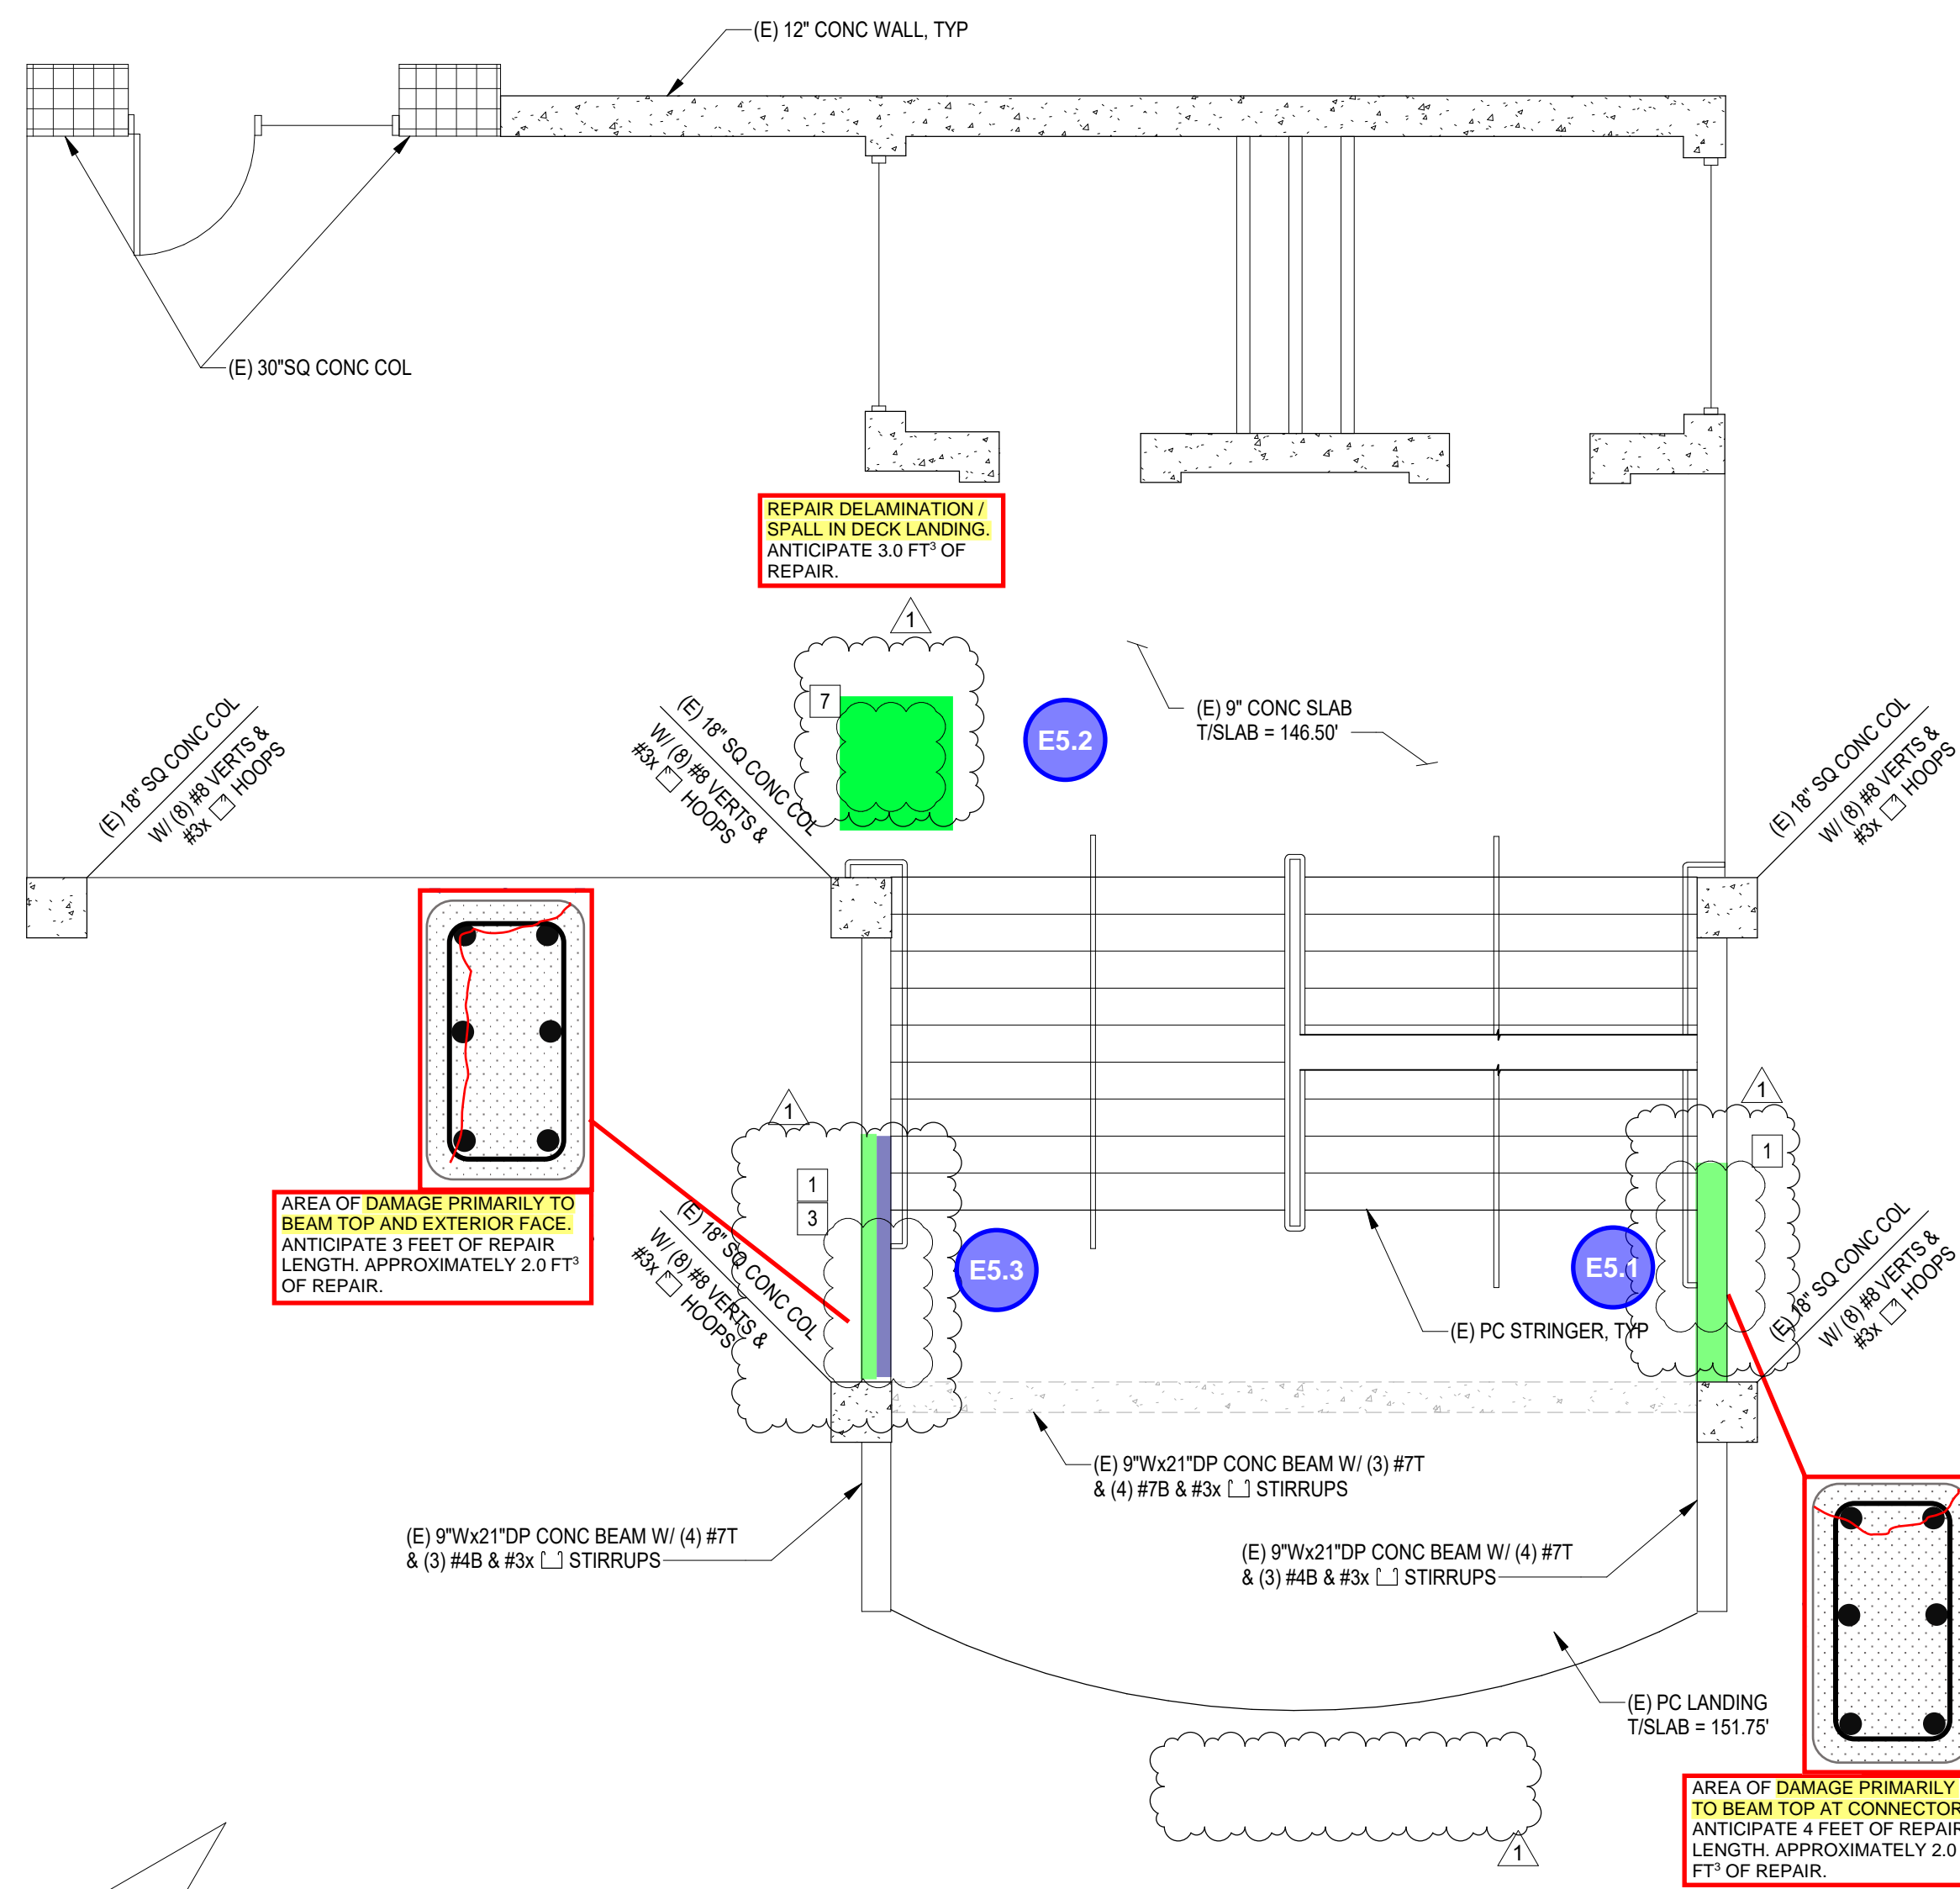 (E) 12" CONC WALL, TYP
(E) 30"SQ CONC COL
REPAIR DELAMINATION /
SPALL IN DECK LANDING.
ANTICIPATE 3.0 FT³ OF
REPAIR.
1
7
E5.2
(E) 9" CONC SLAB
T/SLAB = 146.50'
(E) 18" SQ CONC COL
W/ (8) #8 VERTS &
#3x HOOPS
(E) 18" SQ CONC COL
W/ (8) #8 VERTS &
#3x HOOPS
(E) 18" SQ CONC COL
W/ (8) #8 VERTS &
#3x HOOPS
1
1
1
1
3
AREA OF DAMAGE PRIMARILY TO
BEAM TOP AND EXTERIOR FACE.
ANTICIPATE 3 FEET OF REPAIR
LENGTH. APPROXIMATELY 2.0 FT³
OF REPAIR.
(E) 18" SQ CONC COL
W/ (8) #8 VERTS &
#3x HOOPS
E5.3
E5.1
(E) 18" SQ CONC COL
W/ (8) #8 VERTS &
#3x HOOPS
(E) PC STRINGER, TYP
(E) 9"Wx21"DP CONC BEAM W/ (3) #7T
& (4) #7B & #3x STIRRUPS
(E) 9"Wx21"DP CONC BEAM W/ (4) #7T
& (3) #4B & #3x STIRRUPS
(E) 9"Wx21"DP CONC BEAM W/ (4) #7T
& (3) #4B & #3x STIRRUPS
(E) PC LANDING
T/SLAB = 151.75'
1
AREA OF DAMAGE PRIMARILY
TO BEAM TOP AT CONNECTOR
ANTICIPATE 4 FEET OF REPAIR
LENGTH. APPROXIMATELY 2.0
FT³ OF REPAIR.